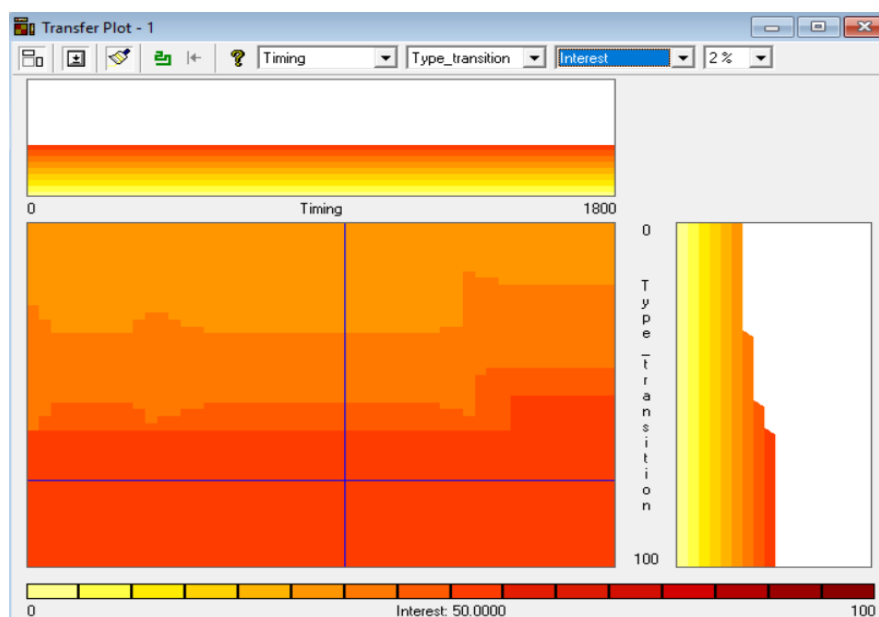 Transfer Plot - 1
Timing Type_transition Interest 2 %
0 Timing 1800
0
Type_transition
100
0 Interest: 50.0000 100